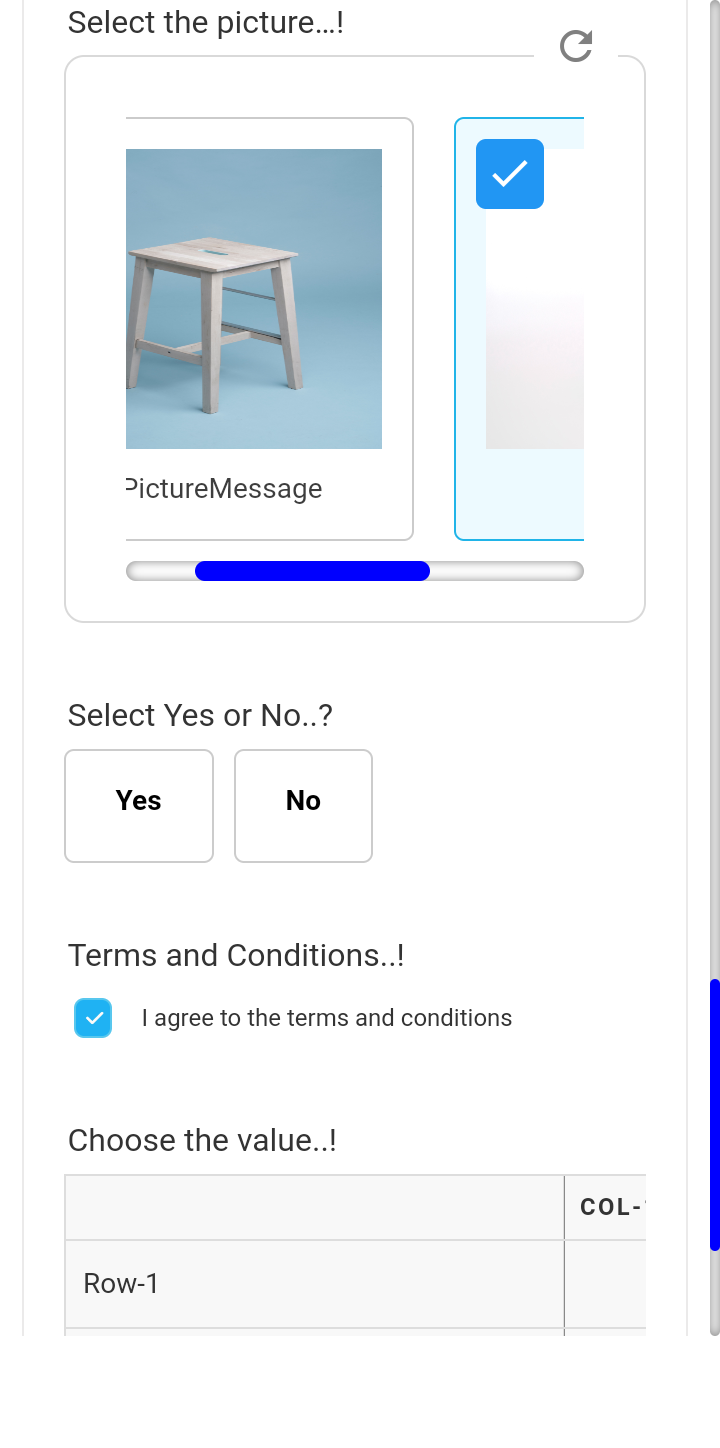 Select the picture...!
PictureMessage
Select Yes or No..?
Yes
No
Terms and Conditions..!
I agree to the terms and conditions
Choose the value..!
COL-
Row-1